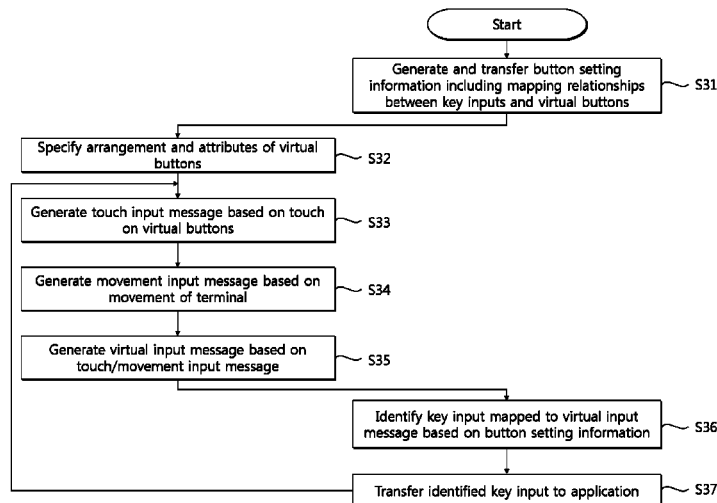 Start
Generate and transfer button setting
information including mapping relationships
between key inputs and virtual buttons
S31
Specify arrangement and attributes of virtual
buttons
S32
Generate touch input message based on touch
on virtual buttons
S33
Generate movement input message based on
movement of terminal
S34
Generate virtual input message based on
touch/movement input message
S35
Identify key input mapped to virtual input
message based on button setting information
S36
Transfer identified key input to application
S37